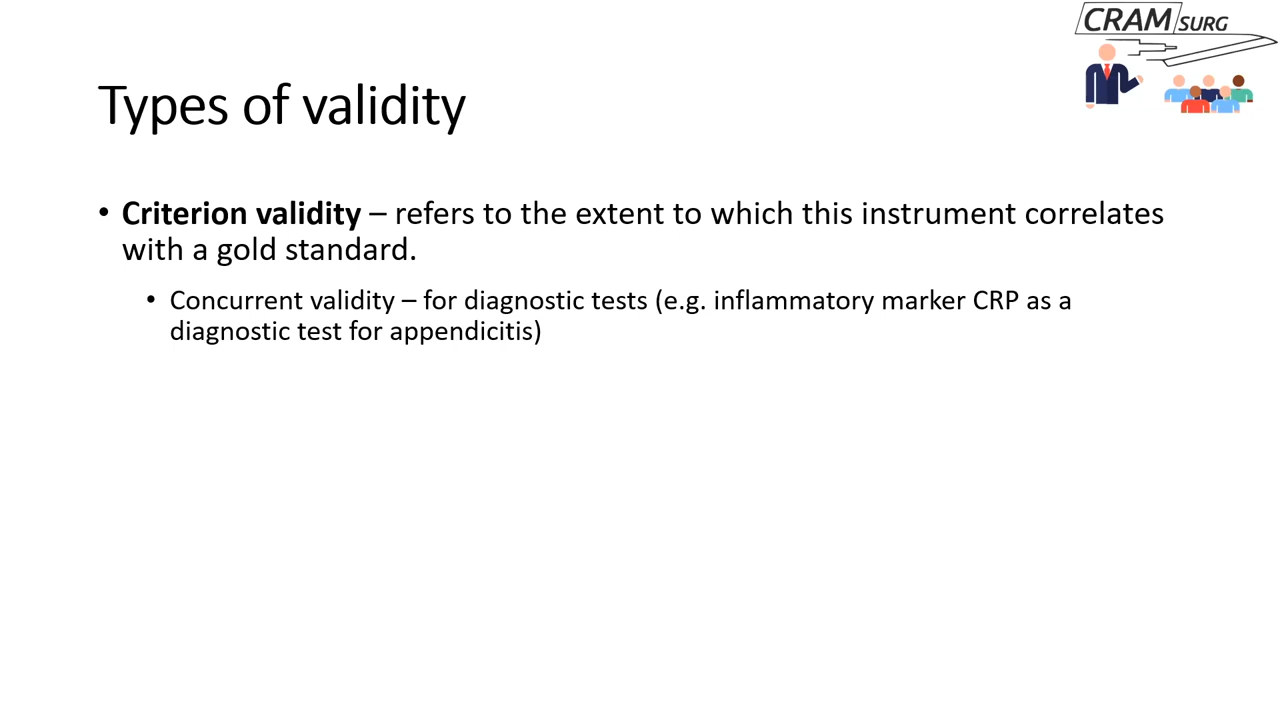 CRAM SURG
Types of validity
• Criterion validity – refers to the extent to which this instrument correlates
with a gold standard.
• Concurrent validity – for diagnostic tests (e.g. inflammatory marker CRP as a
diagnostic test for appendicitis)